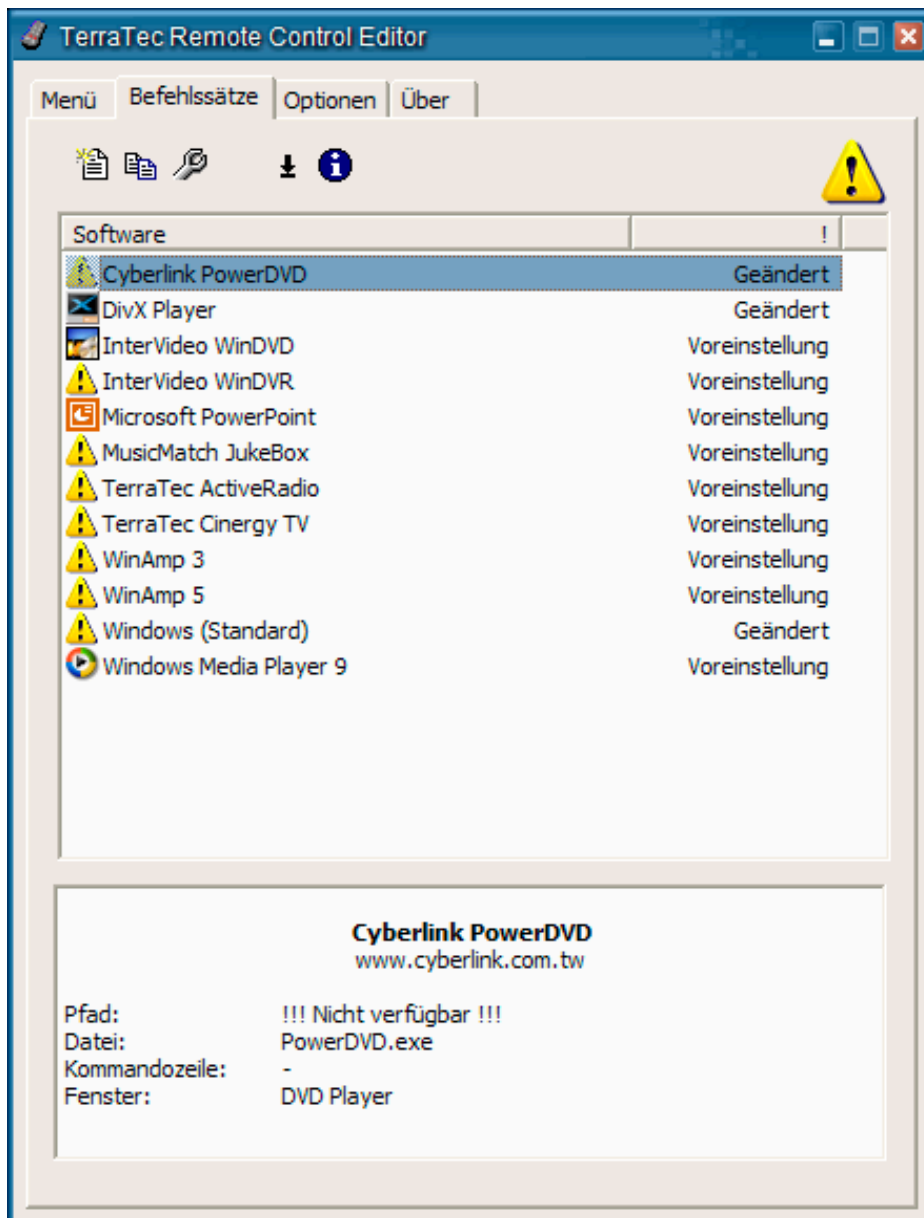 TerraTec Remote Control Editor
Menü Befehlssätze Optionen Über
Software !
Cyberlink PowerDVD Geändert
DivX Player Geändert
InterVideo WinDVD Voreinstellung
InterVideo WinDVR Voreinstellung
Microsoft PowerPoint Voreinstellung
MusicMatch JukeBox Voreinstellung
TerraTec ActiveRadio Voreinstellung
TerraTec Cinergy TV Voreinstellung
WinAmp 3 Voreinstellung
WinAmp 5 Voreinstellung
Windows (Standard) Geändert
Windows Media Player 9 Voreinstellung
Cyberlink PowerDVD
www.cyberlink.com.tw
Pfad: !!! Nicht verfügbar !!!
Datei: PowerDVD.exe
Kommandozeile: -
Fenster: DVD Player